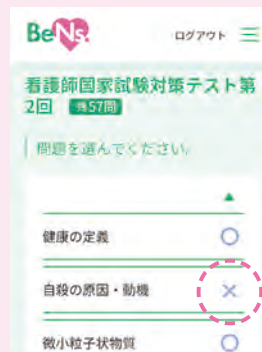 BeNs.
ログアウト
看護師国家試験対策テスト第
2回 残57問
問題を選んでください。
健康の定義
自殺の原因・動機
微小粒子状物質